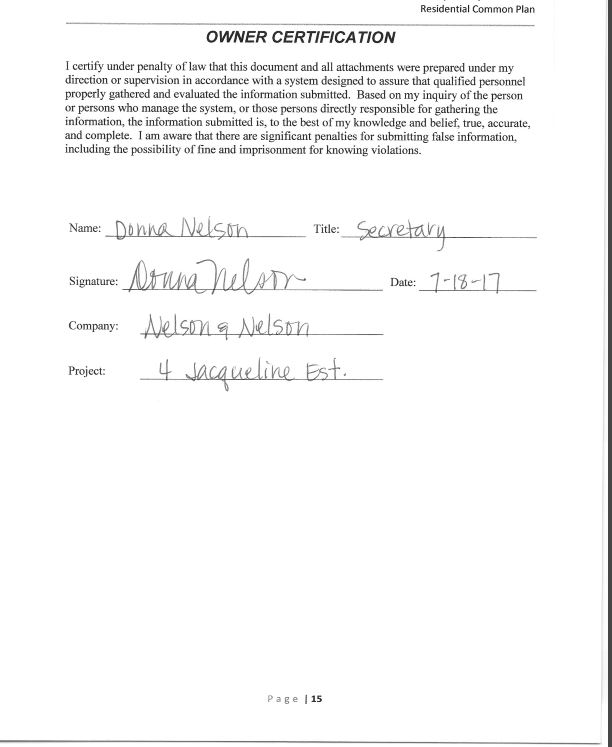 Residential Common Plan
OWNER CERTIFICATION
I certify under penalty of law that this document and all attachments were prepared under my
direction or supervision in accordance with a system designed to assure that qualified personnel
properly gathered and evaluated the information submitted. Based on my inquiry of the person
or persons who manage the system, or those persons directly responsible for gathering the
information, the information submitted is, to the best of my knowledge and belief, true, accurate,
and complete. I am aware that there are significant penalties for submitting false information,
including the possibility of fine and imprisonment for knowing violations.
Name: Donna Nelson Title: Secretary
Signature: Donna Nelson Date: 7-18-17
Company: Nelson & Nelson
Project: 4 Jacqueline Est.
Page | 15